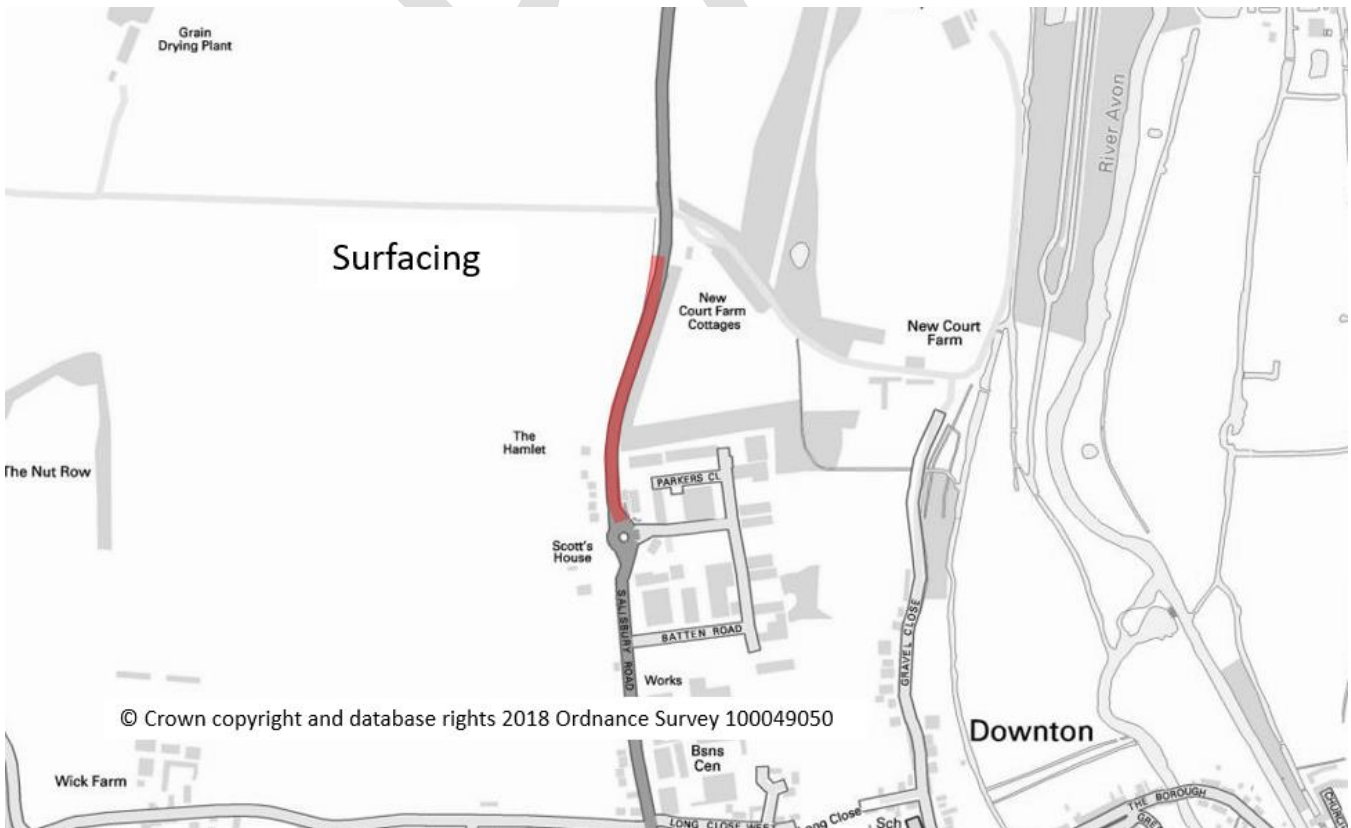 Grain
Drying Plant
River Avon
Surfacing
New
Court Farm
Cottages
New Court
Farm
The
Hamlet
The Nut Row
PARKERS CL
Scott's
House
SALISBURY ROAD
BATTEN ROAD
GRAVEL CLOSE
Works
© Crown copyright and database rights 2018 Ordnance Survey 100049050
Downton
Bsns
Cen
Wick Farm
THE BOROUGH
LONG CLOSE WEST
Long Close
Sch